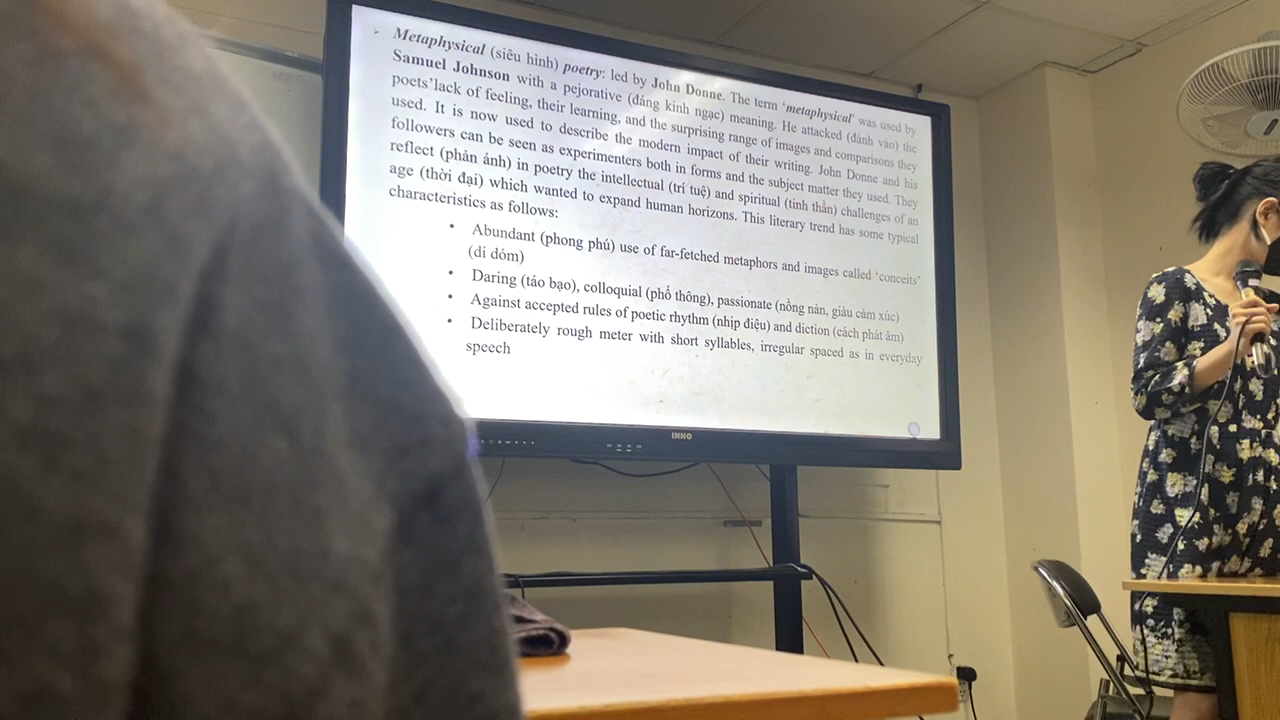 ➢ Metaphysical (siêu hình) poetry: led by John Donne. The term ‘metaphysical’ was used by
Samuel Johnson with a pejorative (đáng kinh ngạc) meaning. He attacked (đánh vào) the
poets’lack of feeling, their learning, and the surprising range of images and comparisons they
used. It is now used to describe the modern impact of their writing. John Donne and his
followers can be seen as experimenters both in forms and the subject matter they used. They
reflect (phản ánh) in poetry the intellectual (trí tuệ) and spiritual (tinh thần) challenges of an
age (thời đại) which wanted to expand human horizons. This literary trend has some typical
characteristics as follows:
• Abundant (phong phú) use of far-fetched metaphors and images called ‘conceits’
(dí dỏm)
• Daring (táo bạo), colloquial (phổ thông), passionate (nồng nàn, giàu cảm xúc)
• Against accepted rules of poetic rhythm (nhịp điệu) and diction (cách phát âm)
• Deliberately rough meter with short syllables, irregular spaced as in everyday
speech
INNO